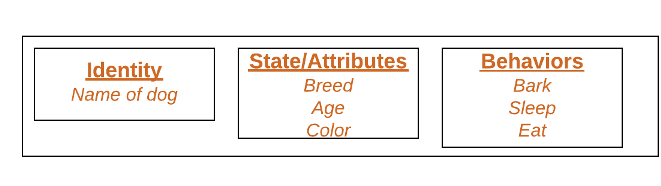 Identity
Name of dog
State/Attributes
Breed
Age
Color
Behaviors
Bark
Sleep
Eat